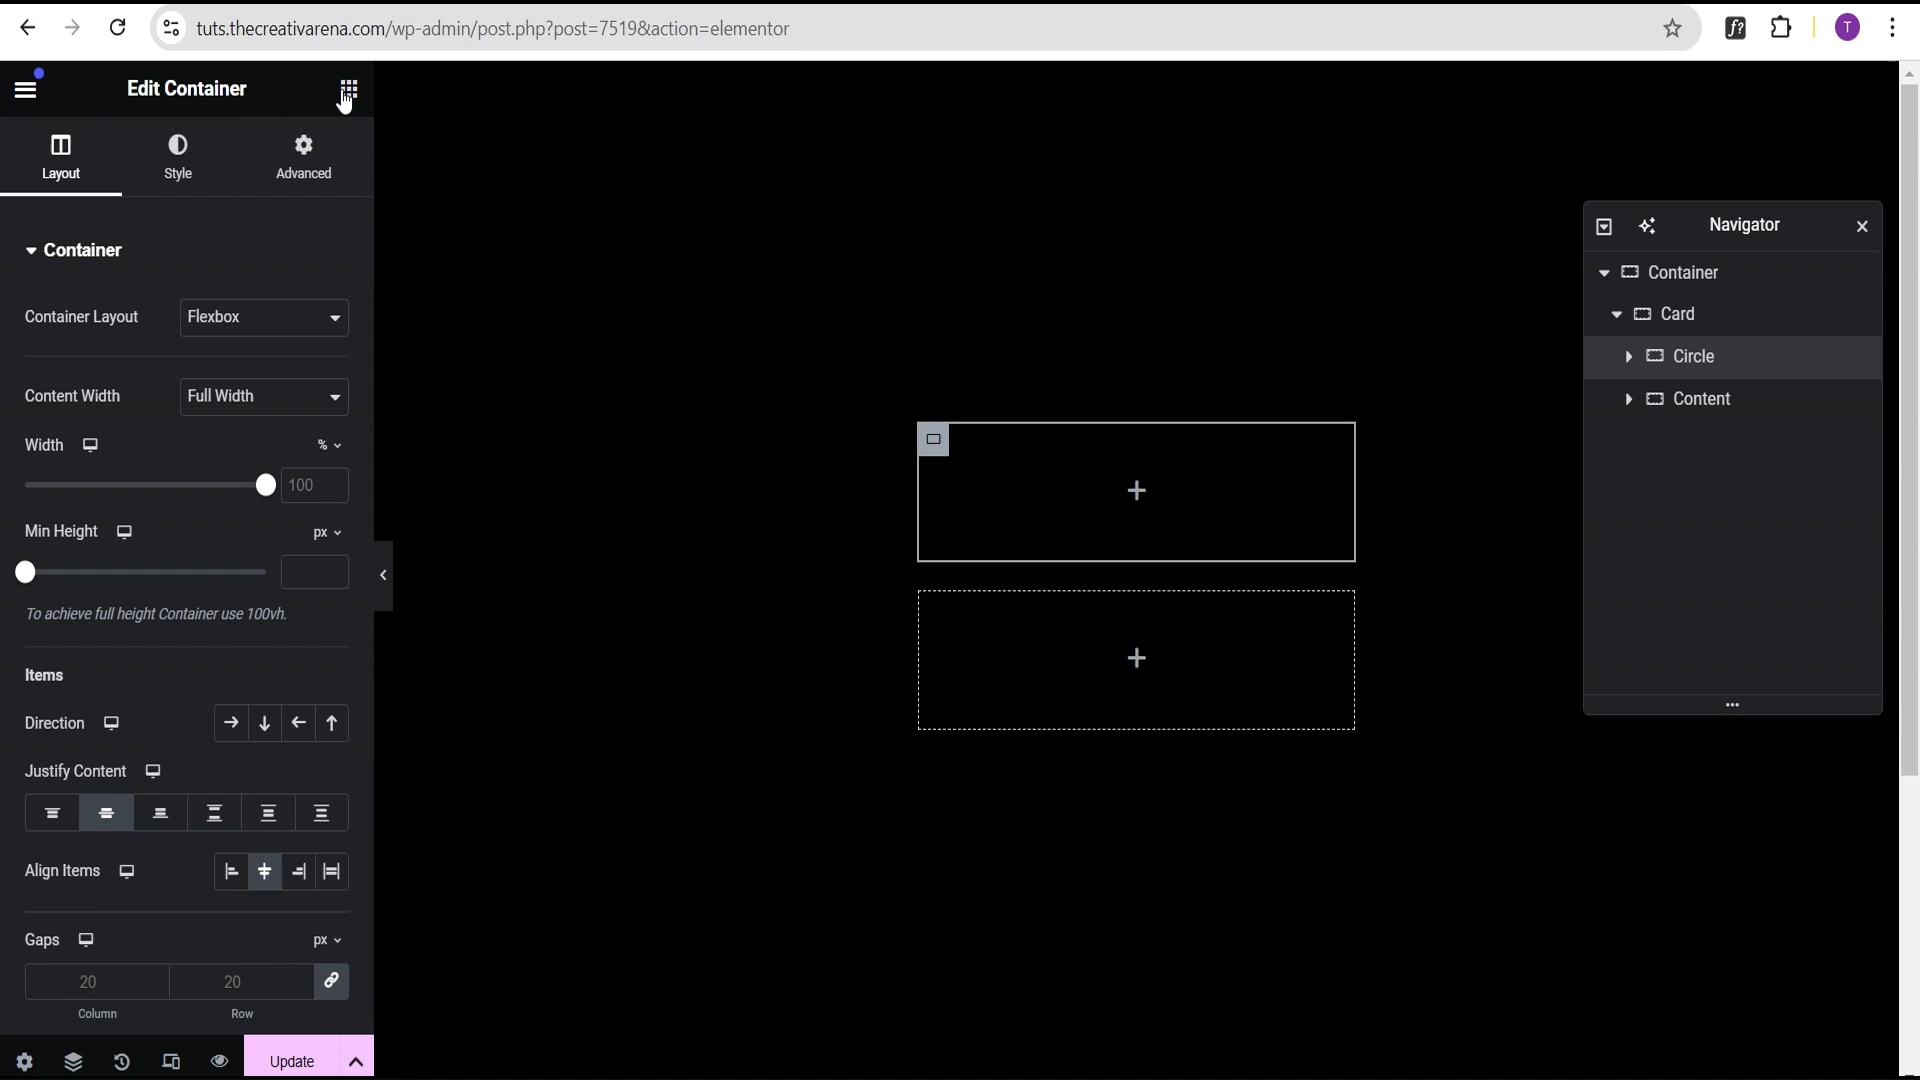 tuts.thecreativarena.com/wp-admin/post.php?post=7519&action=elementor
f?
T
Edit Container
Layout
Style
Advanced
Container
Container Layout
Flexbox
Content Width
Full Width
Width
%
100
Min Height
px
To achieve full height Container use 100vh.
Items
Direction
Justify Content
Align Items
Gaps
px
20
20
Column
Row
Update
Navigator
Container
Card
Circle
Content